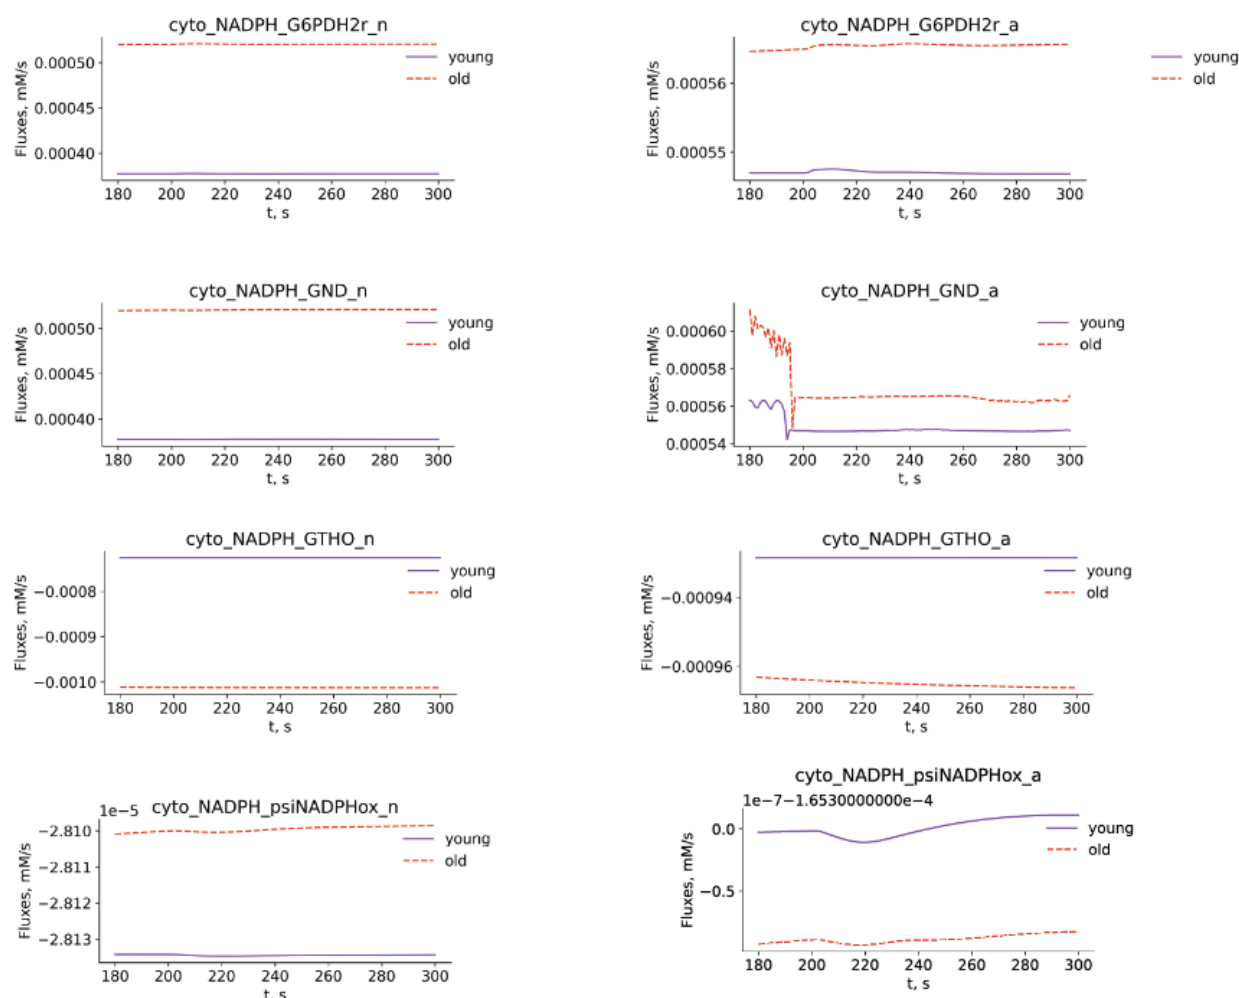 cyto_NADPH_G6PDH2r_n
Fluxes, mM/s
0.00050
0.00045
0.00040
young
old
180 200 220 240 260 280 300
t, s
cyto_NADPH_G6PDH2r_a
Fluxes, mM/s
0.00056
0.00055
young
old
180 200 220 240 260 280 300
t, s
cyto_NADPH_GND_n
Fluxes, mM/s
0.00050
0.00045
0.00040
young
old
180 200 220 240 260 280 300
t, s
cyto_NADPH_GND_a
Fluxes, mM/s
0.00060
0.00058
0.00056
0.00054
young
old
180 200 220 240 260 280 300
t, s
cyto_NADPH_GTHO_n
Fluxes, mM/s
−0.0008
−0.0009
−0.0010
young
old
180 200 220 240 260 280 300
t, s
cyto_NADPH_GTHO_a
Fluxes, mM/s
−0.00094
−0.00096
young
old
180 200 220 240 260 280 300
t, s
1e−5 cyto_NADPH_psiNADPHox_n
Fluxes, mM/s
−2.810
−2.811
−2.812
−2.813
young
old
180 200 220 240 260 280 300
t, s
cyto_NADPH_psiNADPHox_a
1e−7−1.6530000000e−4
Fluxes, mM/s
0.0
−0.5
young
old
180 200 220 240 260 280 300
t, s